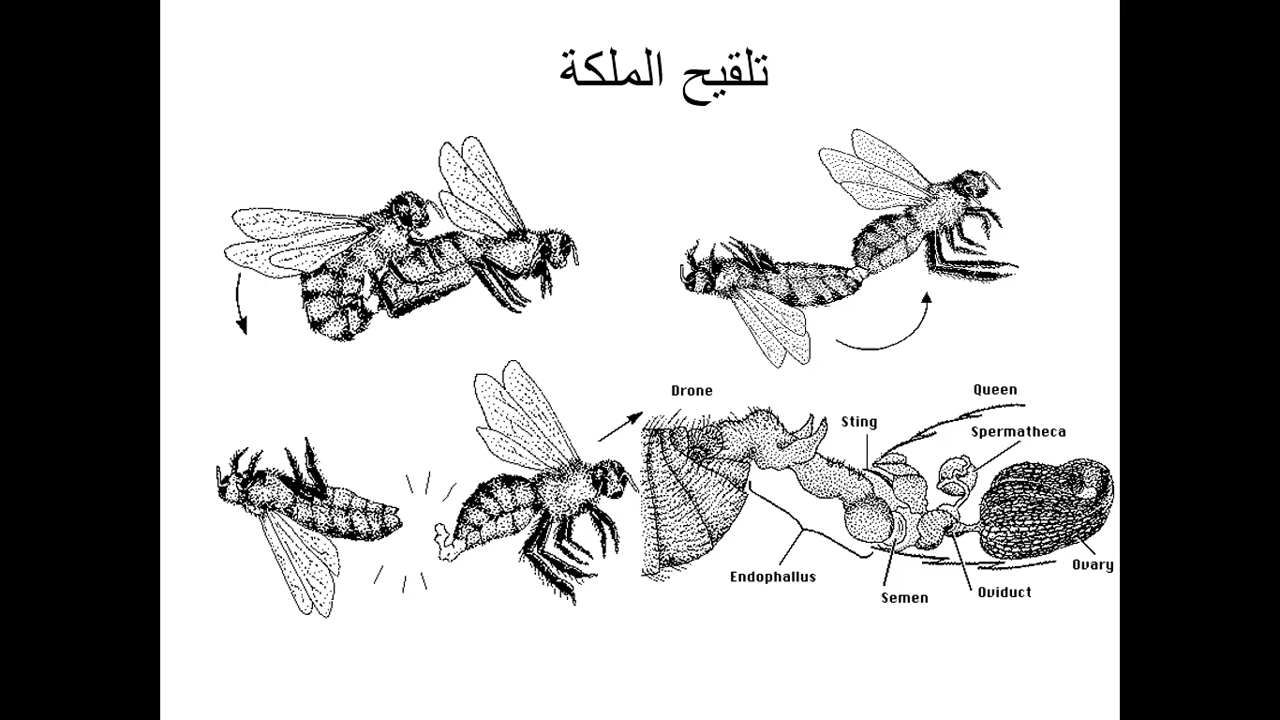 تلقيح الملكة
Drone
Queen
Sting
Spermatheca
Endophallus
Semen
Oviduct
Ovary